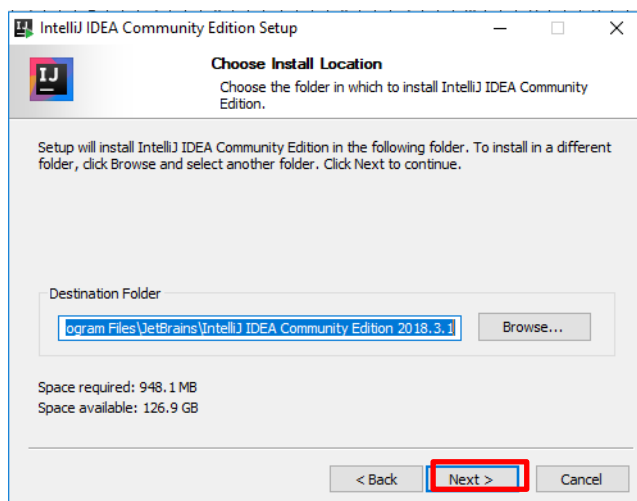 IntelliJ IDEA Community Edition Setup
IJ
Choose Install Location
Choose the folder in which to install IntelliJ IDEA Community
Edition.
Setup will install IntelliJ IDEA Community Edition in the following folder. To install in a different
folder, click Browse and select another folder. Click Next to continue.
Destination Folder
ogram Files\JetBrains\IntelliJ IDEA Community Edition 2018.3.1
Browse...
Space required: 948.1 MB
Space available: 126.9 GB
< Back Next > Cancel